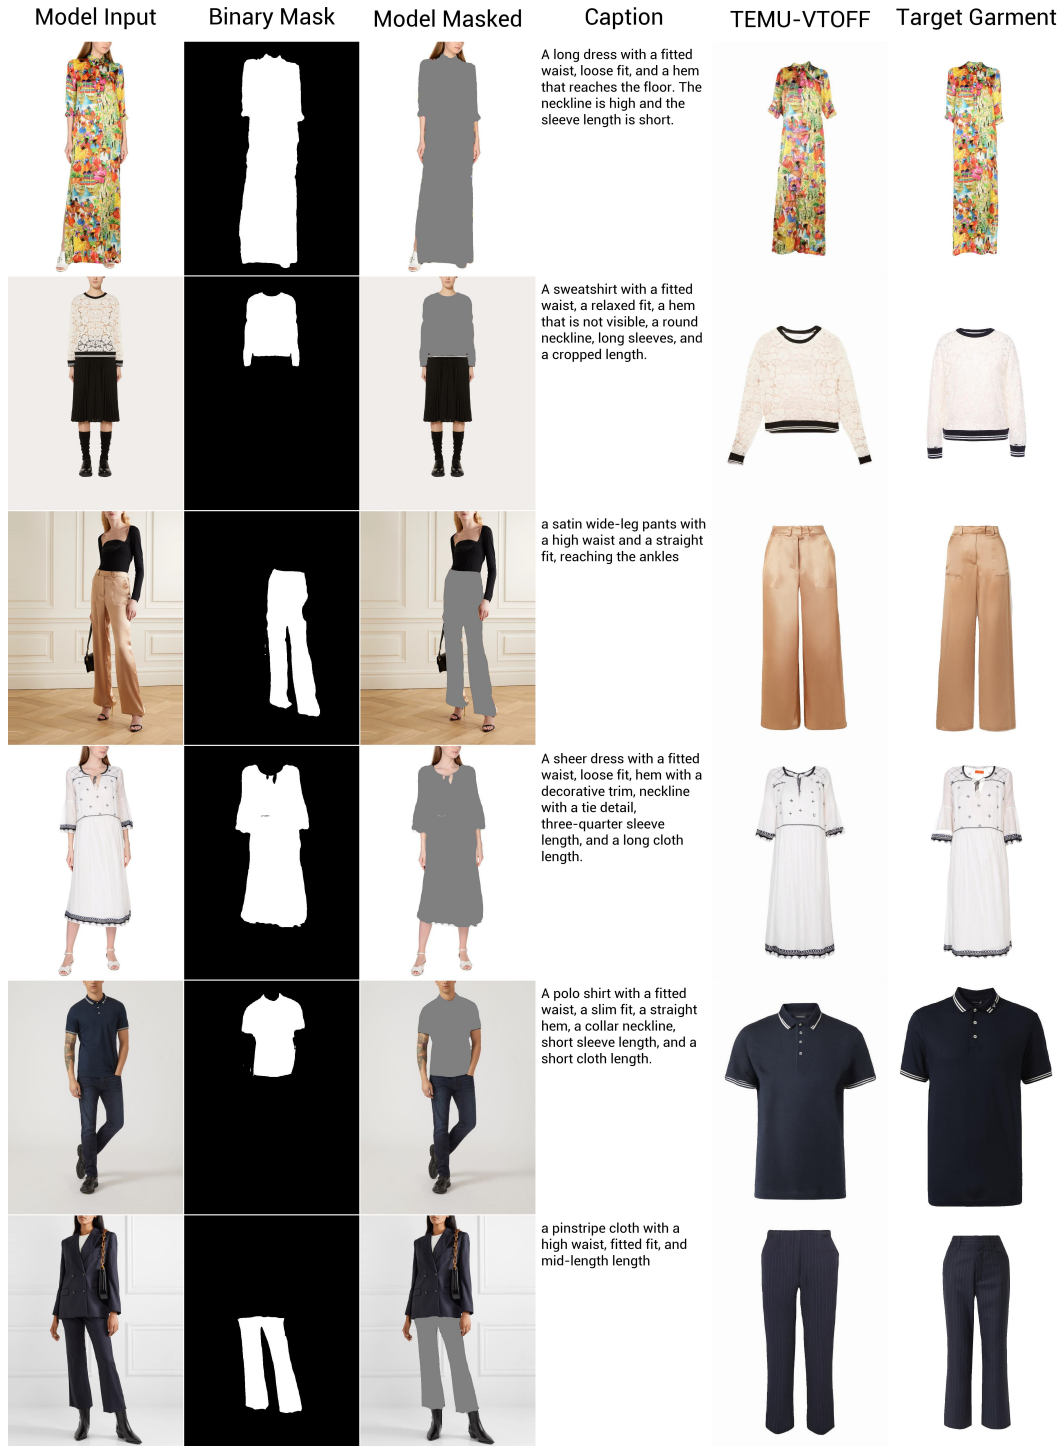 Model Input
Binary Mask
Model Masked
Caption
TEMU-VTOFF
Target Garment
A long dress with a fitted
waist, loose fit, and a hem
that reaches the floor. The
neckline is high and the
sleeve length is short.
A sweatshirt with a fitted
waist, a relaxed fit, a hem
that is not visible, a round
neckline, long sleeves, and
a cropped length.
a satin wide-leg pants with
a high waist and a straight
fit, reaching the ankles
A sheer dress with a fitted
waist, loose fit, hem with a
decorative trim, neckline
with a tie detail,
three-quarter sleeve
length, and a long cloth
length.
A polo shirt with a fitted
waist, a slim fit, a straight
hem, a collar neckline,
short sleeve length, and a
short cloth length.
a pinstripe cloth with a
high waist, fitted fit, and
mid-length length